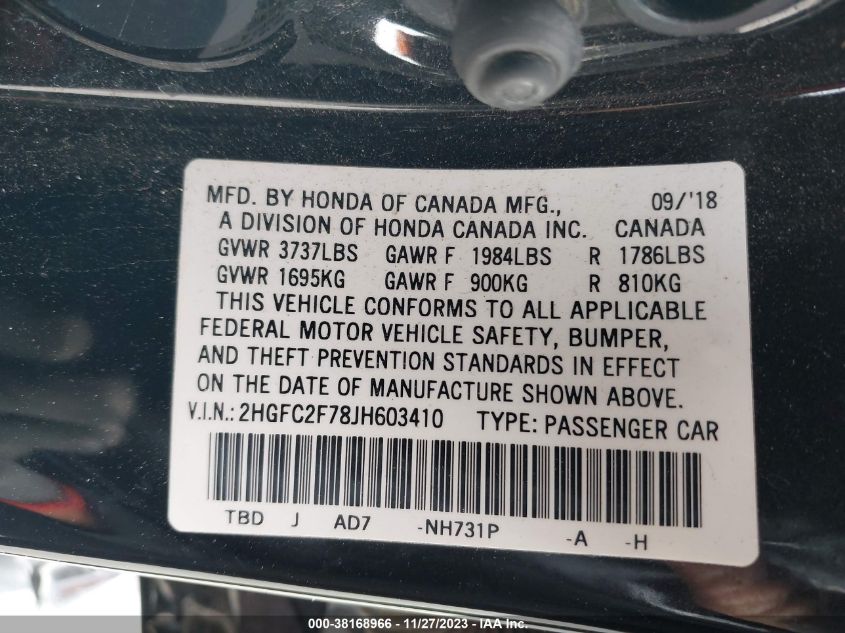 MFD. BY HONDA OF CANADA MFG., 09/'18
A DIVISION OF HONDA CANADA INC. CANADA
GVWR 3737LBS GAWR F 1984LBS R 1786LBS
GVWR 1695KG GAWR F 900KG R 810KG
THIS VEHICLE CONFORMS TO ALL APPLICABLE
FEDERAL MOTOR VEHICLE SAFETY, BUMPER,
AND THEFT PREVENTION STANDARDS IN EFFECT
ON THE DATE OF MANUFACTURE SHOWN ABOVE.
V.I.N.: 2HGFC2F78JH603410 TYPE: PASSENGER CAR
TBD J AD7 -NH731P -A -H
000-38168966 - 11/27/2023 - IAAI Inc.